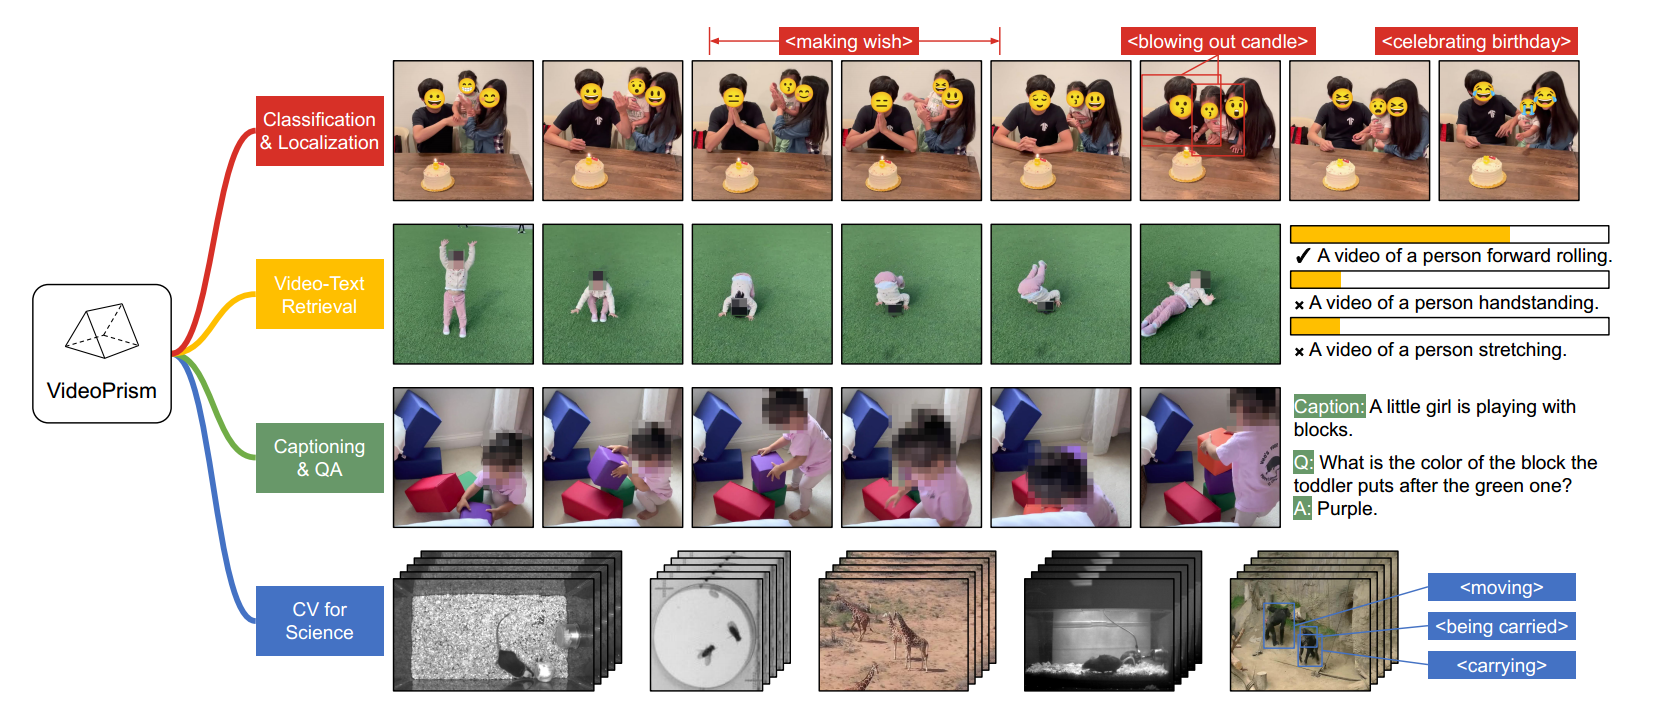 <making wish>
<blowing out candle>
<celebrating birthday>
Classification
& Localization
Video-Text
Retrieval
✓ A video of a person forward rolling.
× A video of a person handstanding.
× A video of a person stretching.
VideoPrism
Captioning
& QA
Caption: A little girl is playing with
blocks.
Q: What is the color of the block the
toddler puts after the green one?
A: Purple.
CV for
Science
<moving>
<being carried>
<carrying>